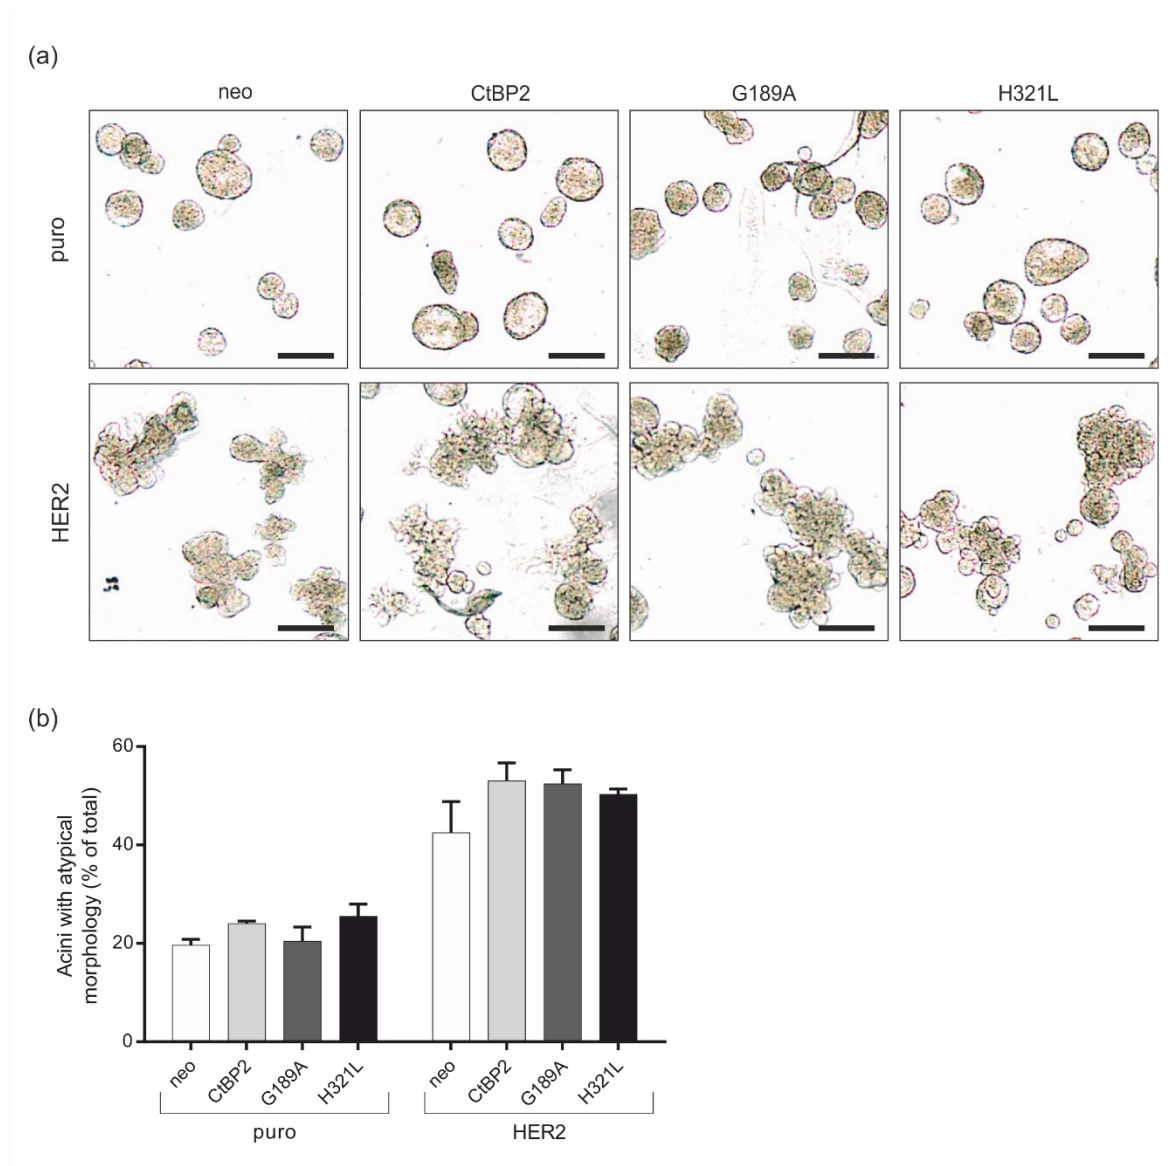 (a)
neo CtBP2 G189A H321L
puro
HER2
(b)
Acini with atypical
morphology (% of total)
60
40
20
0
neo CtBP2 G189A H321L neo CtBP2 G189A H321L
puro HER2